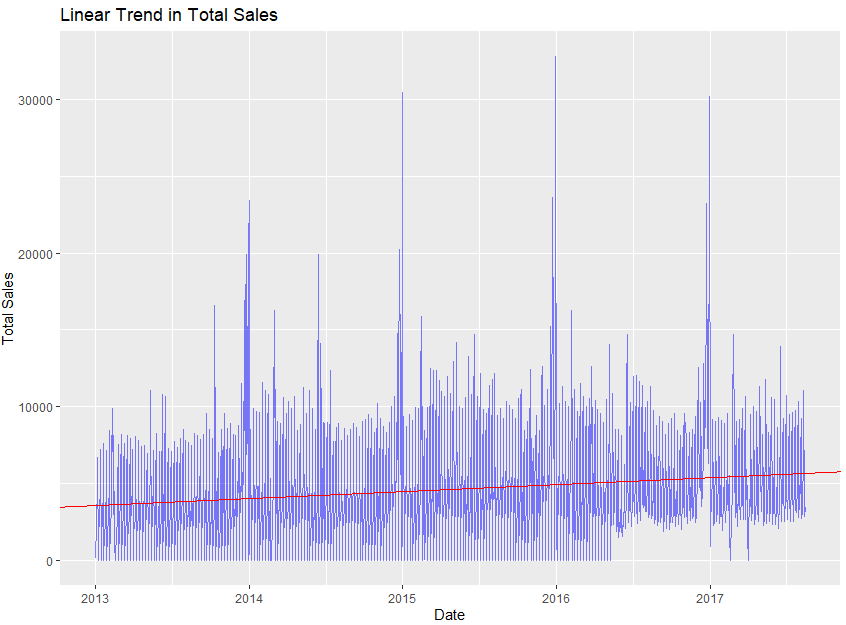 Linear Trend in Total Sales
30000
20000
10000
0
Total Sales
2013 2014 2015 2016 2017
Date